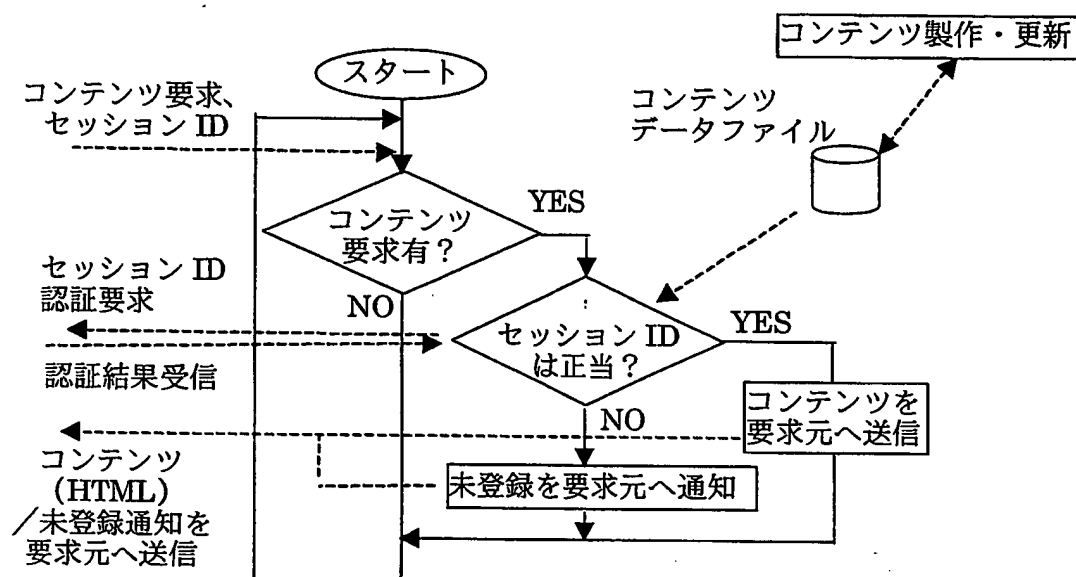 コンテンツ製作・更新
スタート
コンテンツ要求、
セッション ID
コンテンツ
データファイル
コンテンツ
要求有？
YES
NO
セッション ID
認証要求
セッション ID
は正当？
YES
NO
認証結果受信
コンテンツを
要求元へ送信
コンテンツ
(HTML)
／未登録通知を
要求元へ送信
未登録を要求元へ通知